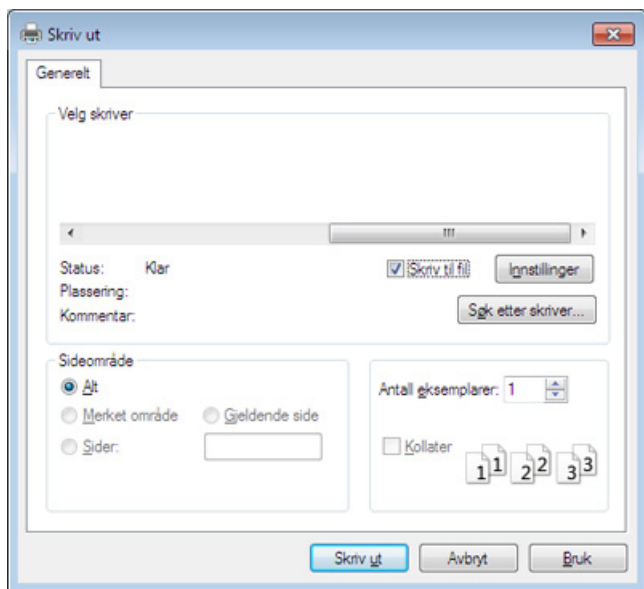 Skriv ut
Generelt
Velg skriver
Status: Klar
Skriv til fil
Innstillinger
Plassering:
Kommentar:
Søk etter skriver...
Sideområde
Alt
Merket område
Gjeldende side
Sider:
Antall eksemplarer: 1
Kollater
1 1 2 2 3 3
Skriv ut
Avbryt
Bruk